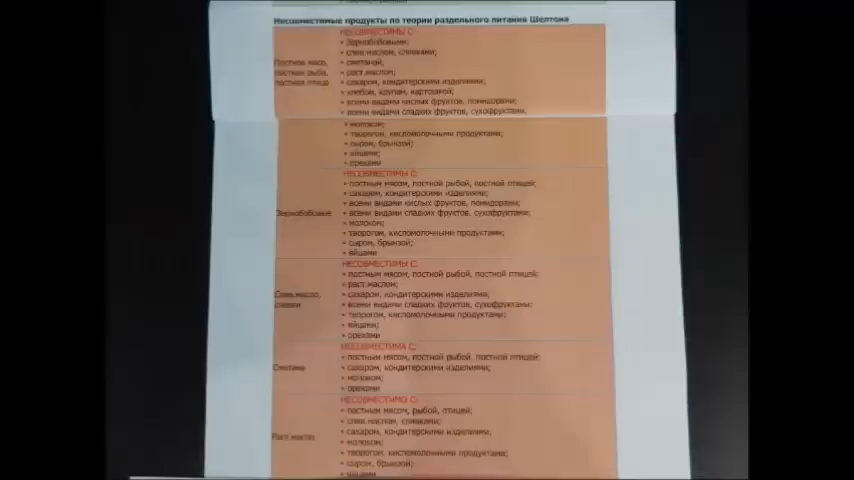 Несовместимые продукты по теории раздельного питания Шелтона
НЕСОВМЕСТИМЫ С:
Постное мясо, постная рыба, постная птица
• Зернобобовыми;
• слив.маслом, сливками;
• сметаной;
• раст.маслом;
• сахаром, кондитерскими изделиями;
• хлебом, крупам, картошкой;
• всеми видами кислых фруктов, помидорами;
• всеми видами сладких фруктов, сухофруктами,
• молоком;
• творогом, кисломолочными продуктами;
• сыром, брынзой;
• яйцами;
• орехами
НЕСОВМЕСТИМЫ С:
Зернобобовые
• постным мясом, постной рыбой, постной птицей;
• сахаром, кондитерскими изделиями;
• всеми видами кислых фруктов, помидорами;
• всеми видами сладких фруктов, сухофруктами;
• молоком;
• творогом, кисломолочными продуктами;
• сыром, брынзой;
• яйцами
НЕСОВМЕСТИМЫ С:
Слив.масло, сливки
• постным мясом, постной рыбой, постной птицей;
• раст.маслом;
• сахаром, кондитерскими изделиями;
• всеми видами сладких фруктов, сухофруктами;
• творогом, кисломолочными продуктами;
• яйцами;
• орехами
НЕСОВМЕСТИМА С:
Сметана
• постным мясом, постной рыбой, постной птицей;
• сахаром, кондитерскими изделиями;
• молоком;
• орехами
НЕСОВМЕСТИМО С:
Раст.масло
• постным мясом, рыбой, птицей;
• слив.маслом, сливками;
• сахаром, кондитерскими изделиями;
• молоком;
• творогом, кисломолочными продуктами;
• сыром, брынзой;
• яйцами